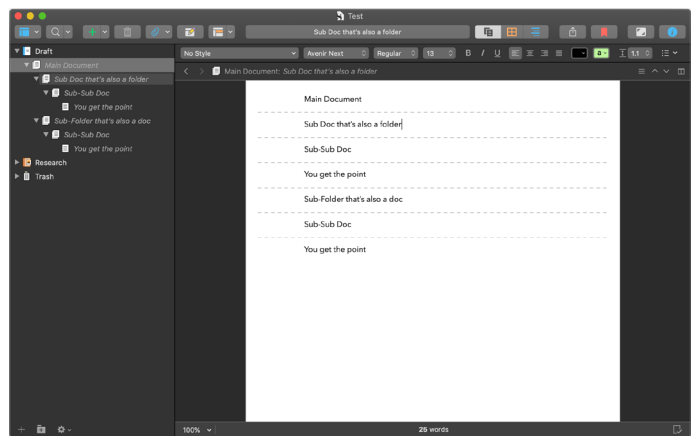 Test
Sub Doc that's also a folder
No Style
Avenir Next
Regular
13
B I U
a
1.1
Draft
Main Document
Sub Doc that's also a folder
Sub-Sub Doc
You get the point
Sub-Folder that's also a doc
Sub-Sub Doc
You get the point
Research
Trash
Main Document: Sub Doc that's also a folder
Main Document
Sub Doc that's also a folder
Sub-Sub Doc
You get the point
Sub-Folder that's also a doc
Sub-Sub Doc
You get the point
100%
25 words